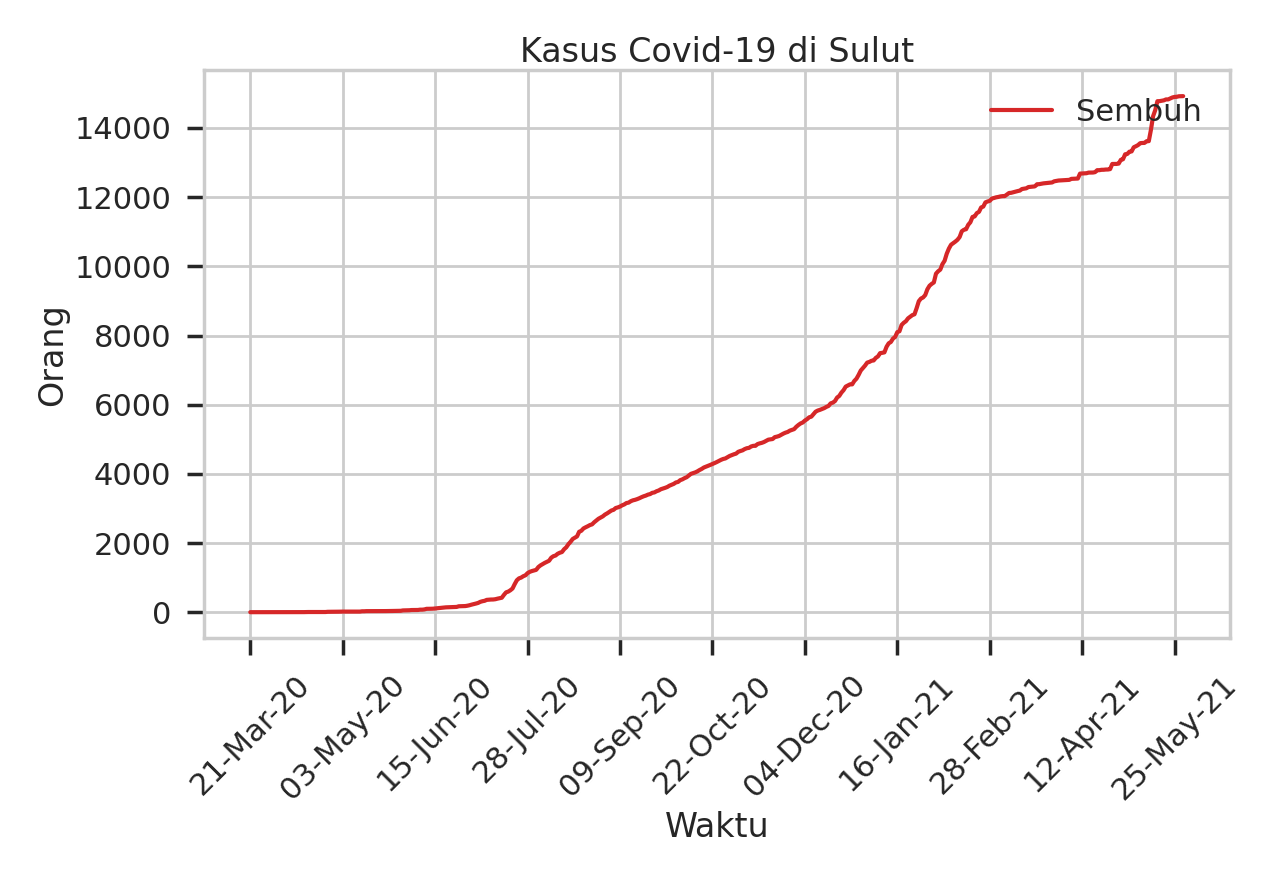 Kasus Covid-19 di Sulut
Sembuh
14000
12000
10000
8000
6000
4000
2000
0
Orang
21-Mar-20
03-May-20
15-Jun-20
28-Jul-20
09-Sep-20
22-Oct-20
04-Dec-20
16-Jan-21
28-Feb-21
12-Apr-21
25-May-21
Waktu